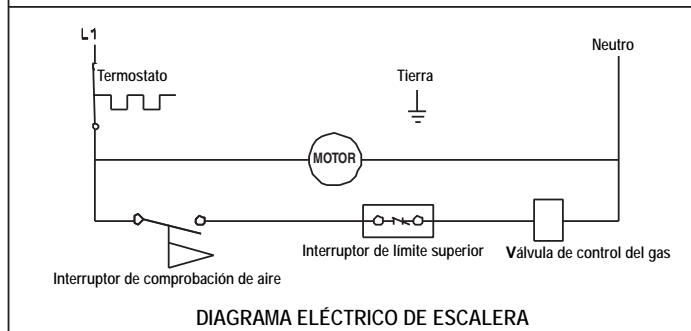 L1
Neutro
Termostato
Tierra
MOTOR
Interruptor de límite superior
Válvula de control del gas
Interruptor de comprobación de aire
DIAGRAMA ELÉCTRICO DE ESCALERA